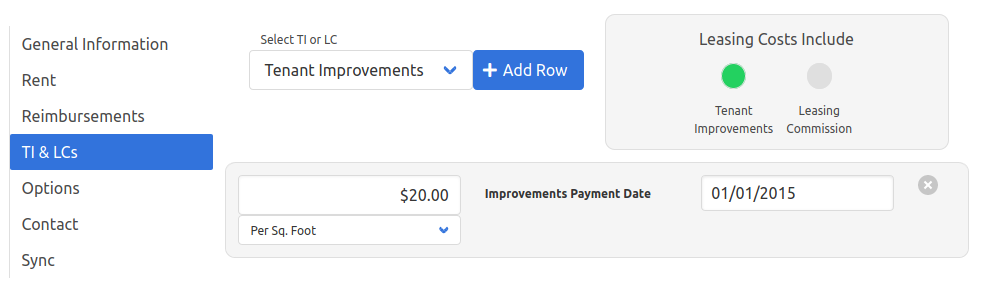 General Information
Rent
Reimbursements
TI & LCs
Options
Contact
Sync
Select TI or LC
Tenant Improvements
+ Add Row
Leasing Costs Include
Tenant
Improvements
Leasing
Commission
$20.00
Per Sq. Foot
Improvements Payment Date
01/01/2015